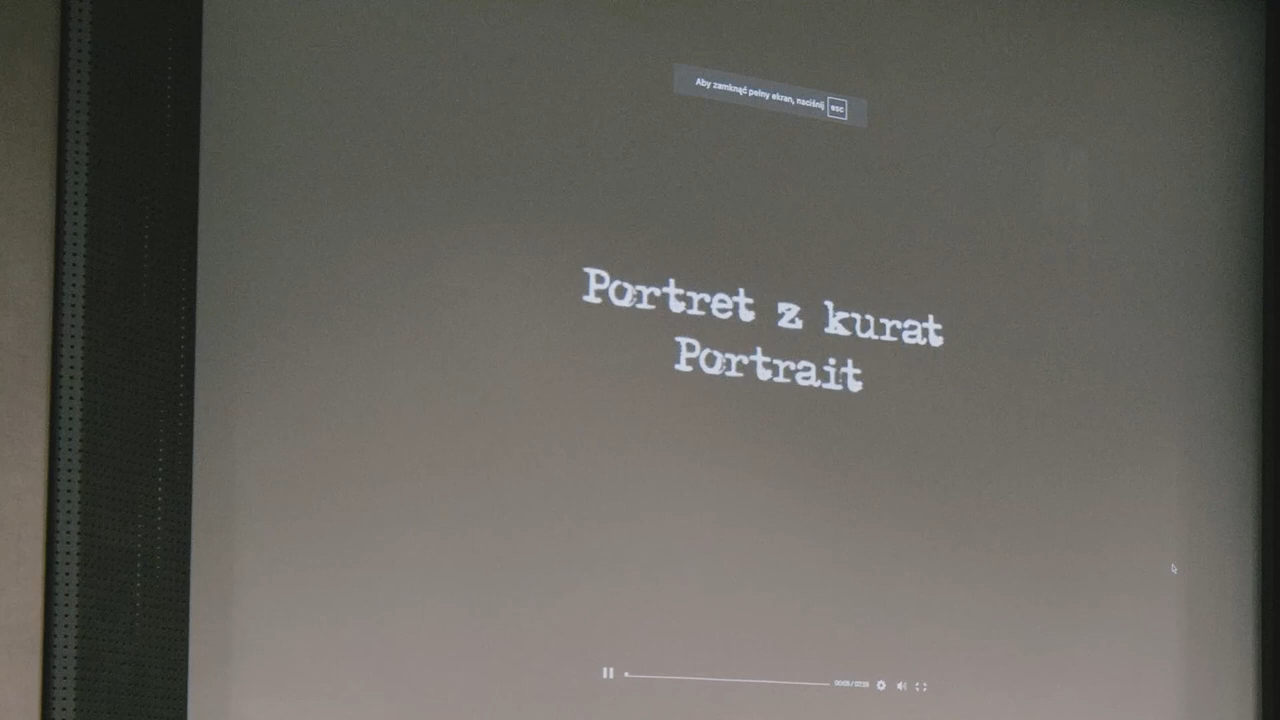 Aby zamknąć pełny ekran, naciśnij esc
Portret z kurat
Portrait